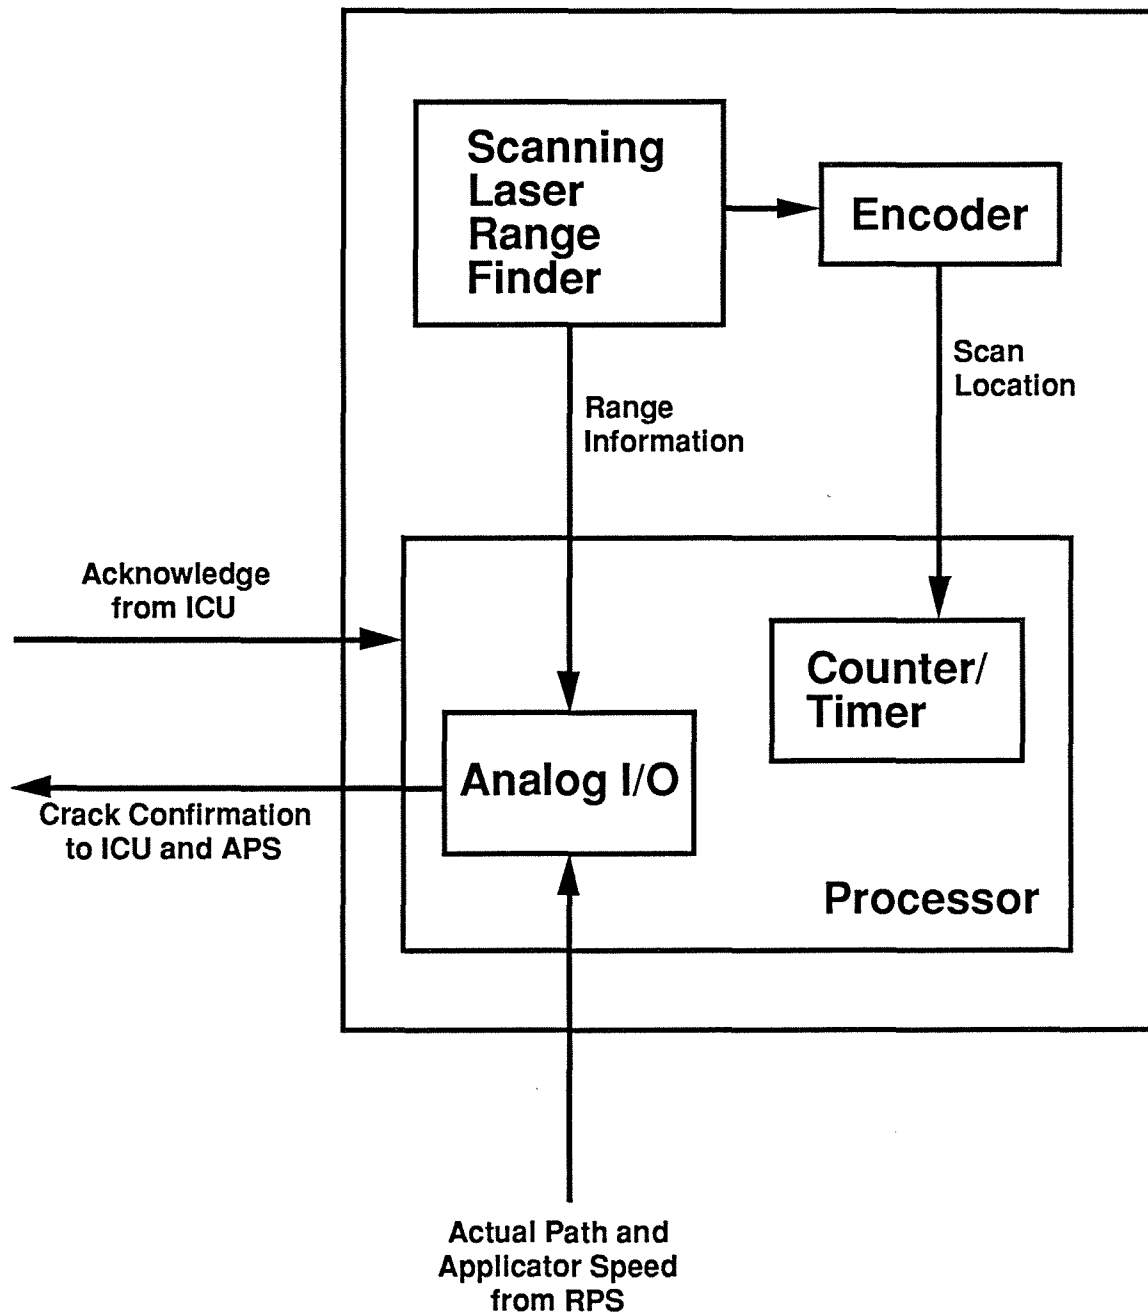 Scanning
Laser
Range
Finder
Encoder
Scan
Location
Range
Information
Acknowledge
from ICU
Counter/
Timer
Analog I/O
Crack Confirmation
to ICU and APS
Processor
Actual Path and
Applicator Speed
from RPS